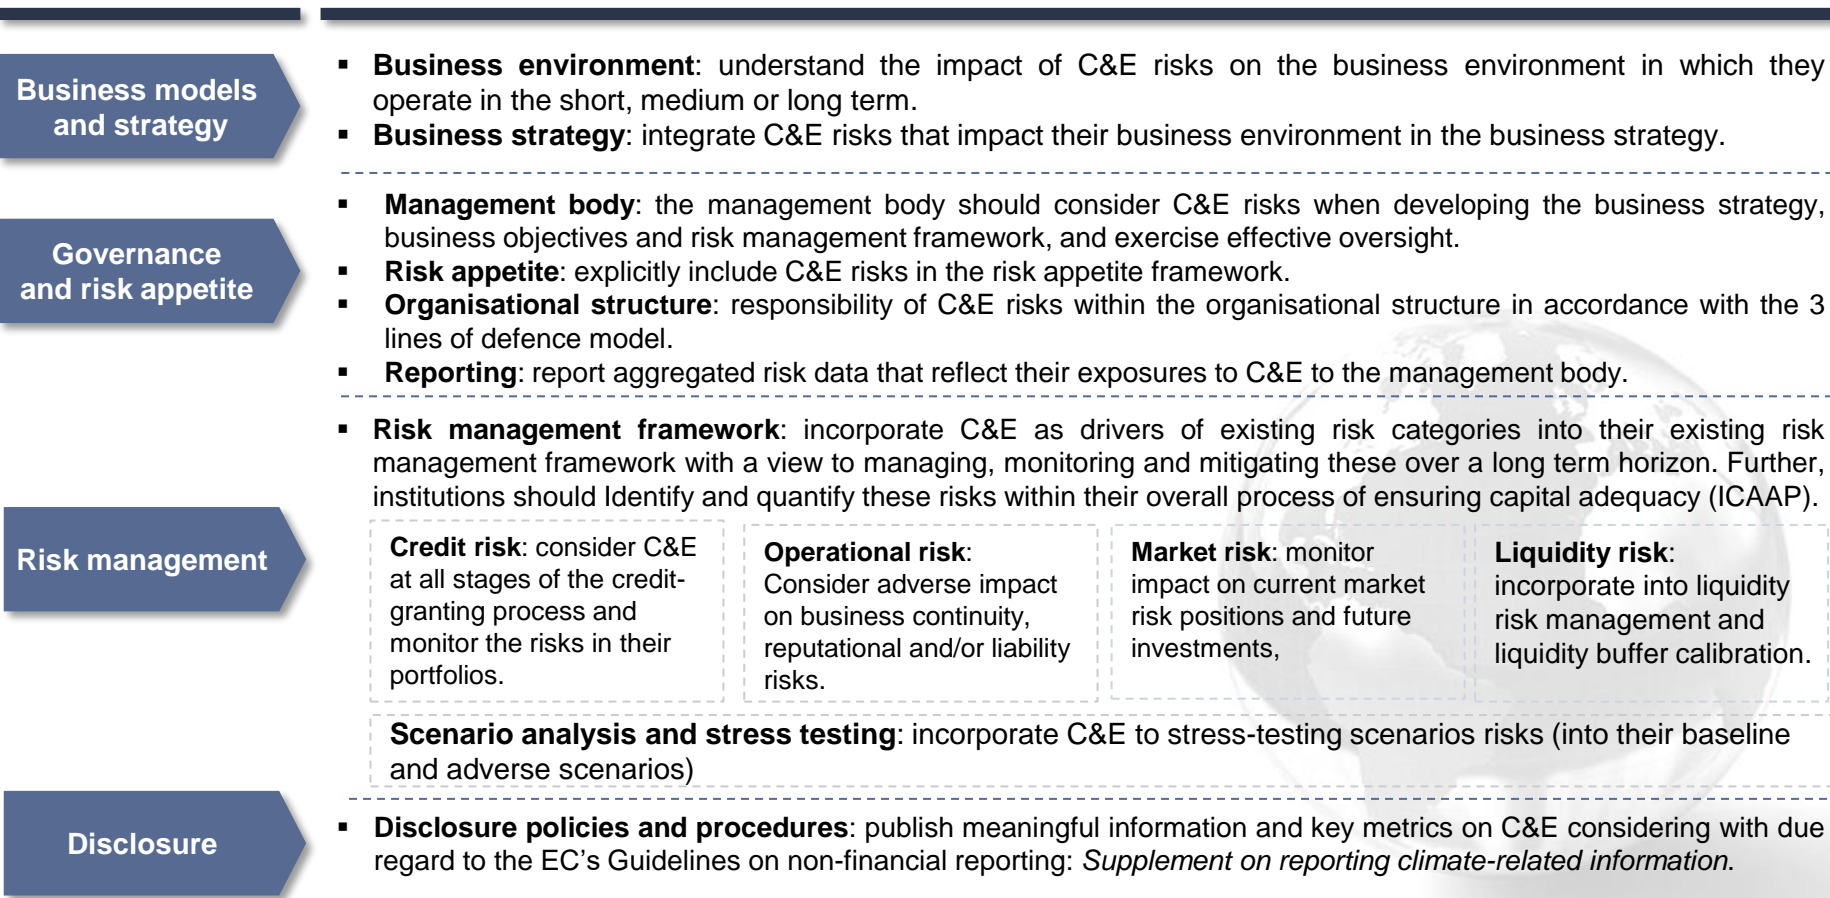 Business models
and strategy
▪ Business environment: understand the impact of C&E risks on the business environment in which they
operate in the short, medium or long term.
▪ Business strategy: integrate C&E risks that impact their business environment in the business strategy.
Governance
and risk appetite
▪ Management body: the management body should consider C&E risks when developing the business strategy,
business objectives and risk management framework, and exercise effective oversight.
▪ Risk appetite: explicitly include C&E risks in the risk appetite framework.
▪ Organisational structure: responsibility of C&E risks within the organisational structure in accordance with the 3
lines of defence model.
▪ Reporting: report aggregated risk data that reflect their exposures to C&E to the management body.
Risk management
▪ Risk management framework: incorporate C&E as drivers of existing risk categories into their existing risk
management framework with a view to managing, monitoring and mitigating these over a long term horizon. Further,
institutions should Identify and quantify these risks within their overall process of ensuring capital adequacy (ICAAP).
Credit risk: consider C&E
at all stages of the credit-
granting process and
monitor the risks in their
portfolios.
Operational risk:
Consider adverse impact
on business continuity,
reputational and/or liability
risks.
Market risk: monitor
impact on current market
risk positions and future
investments,
Liquidity risk:
incorporate into liquidity
risk management and
liquidity buffer calibration.
Scenario analysis and stress testing: incorporate C&E to stress-testing scenarios risks (into their baseline
and adverse scenarios)
Disclosure
▪ Disclosure policies and procedures: publish meaningful information and key metrics on C&E considering with due
regard to the EC's Guidelines on non-financial reporting: Supplement on reporting climate-related information.